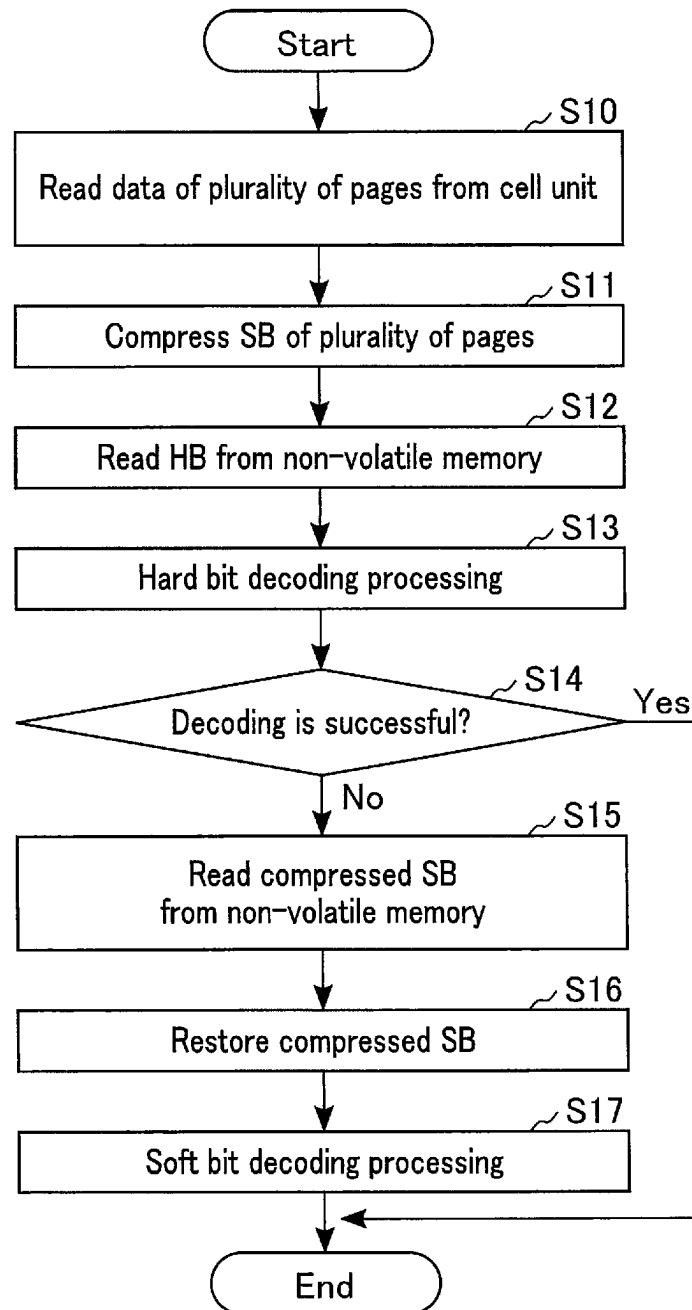 Start
S10
Read data of plurality of pages from cell unit
S11
Compress SB of plurality of pages
S12
Read HB from non-volatile memory
S13
Hard bit decoding processing
S14
Decoding is successful?
Yes
No
S15
Read compressed SB
from non-volatile memory
S16
Restore compressed SB
S17
Soft bit decoding processing
End